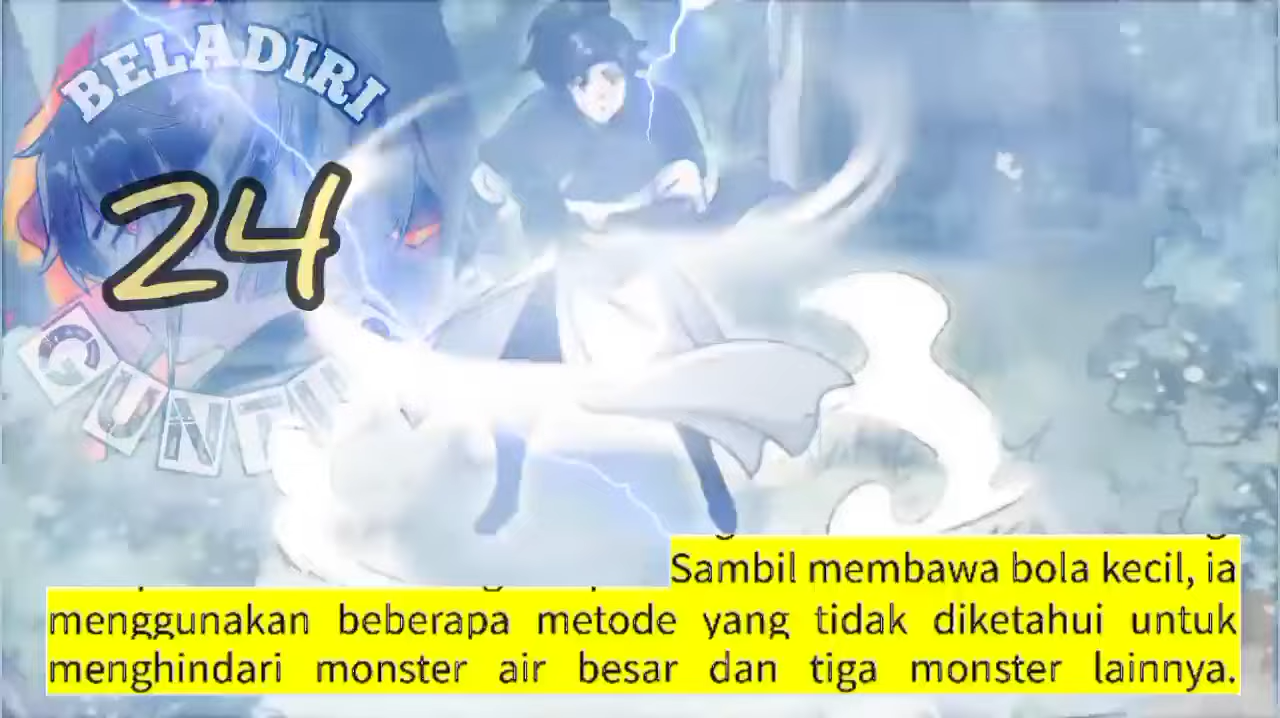 BELADIRI
24
GUNT
Sambil membawa bola kecil, ia
menggunakan beberapa metode yang tidak diketahui untuk
menghindari monster air besar dan tiga monster lainnya.